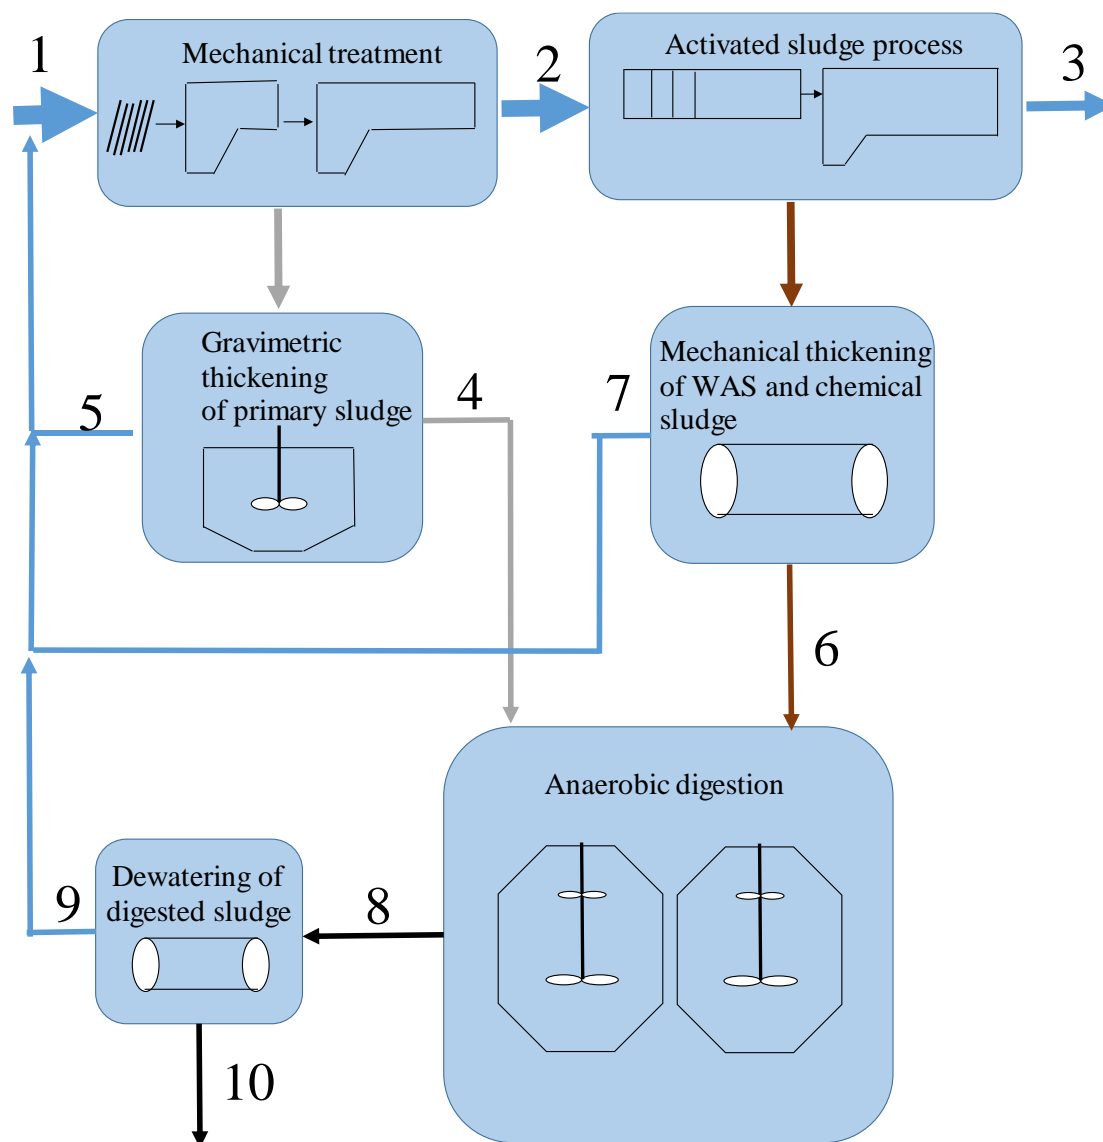 1
Mechanical treatment
2
Activated sludge process
3
Gravimetric
thickening
of primary sludge
4
5
Mechanical thickening
of WAS and chemical
sludge
7
6
Anaerobic digestion
Dewatering of
digested sludge
9
8
10